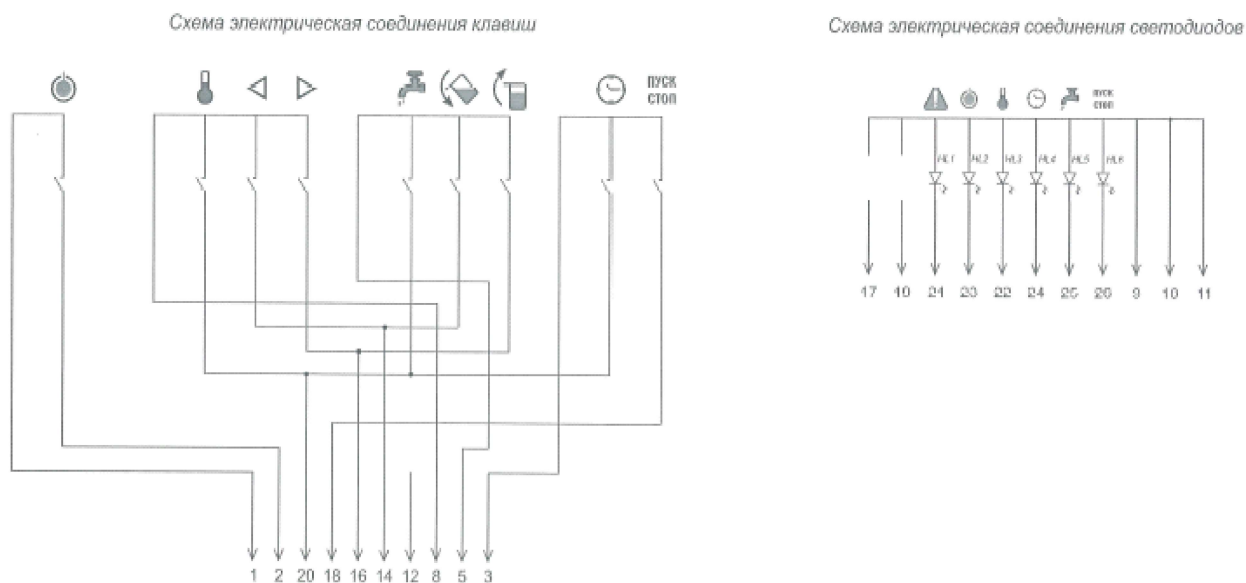 Схема электрическая соединения клавиш
Схема электрическая соединения светодиодов
ПУСК
СТОП
ПУСК
СТОП
HL1 HL2 HL3 HL4 HL5 HL6
17 21 23 22 24 25 26 9 10 11
1 2 20 18 16 14 12 8 5 3